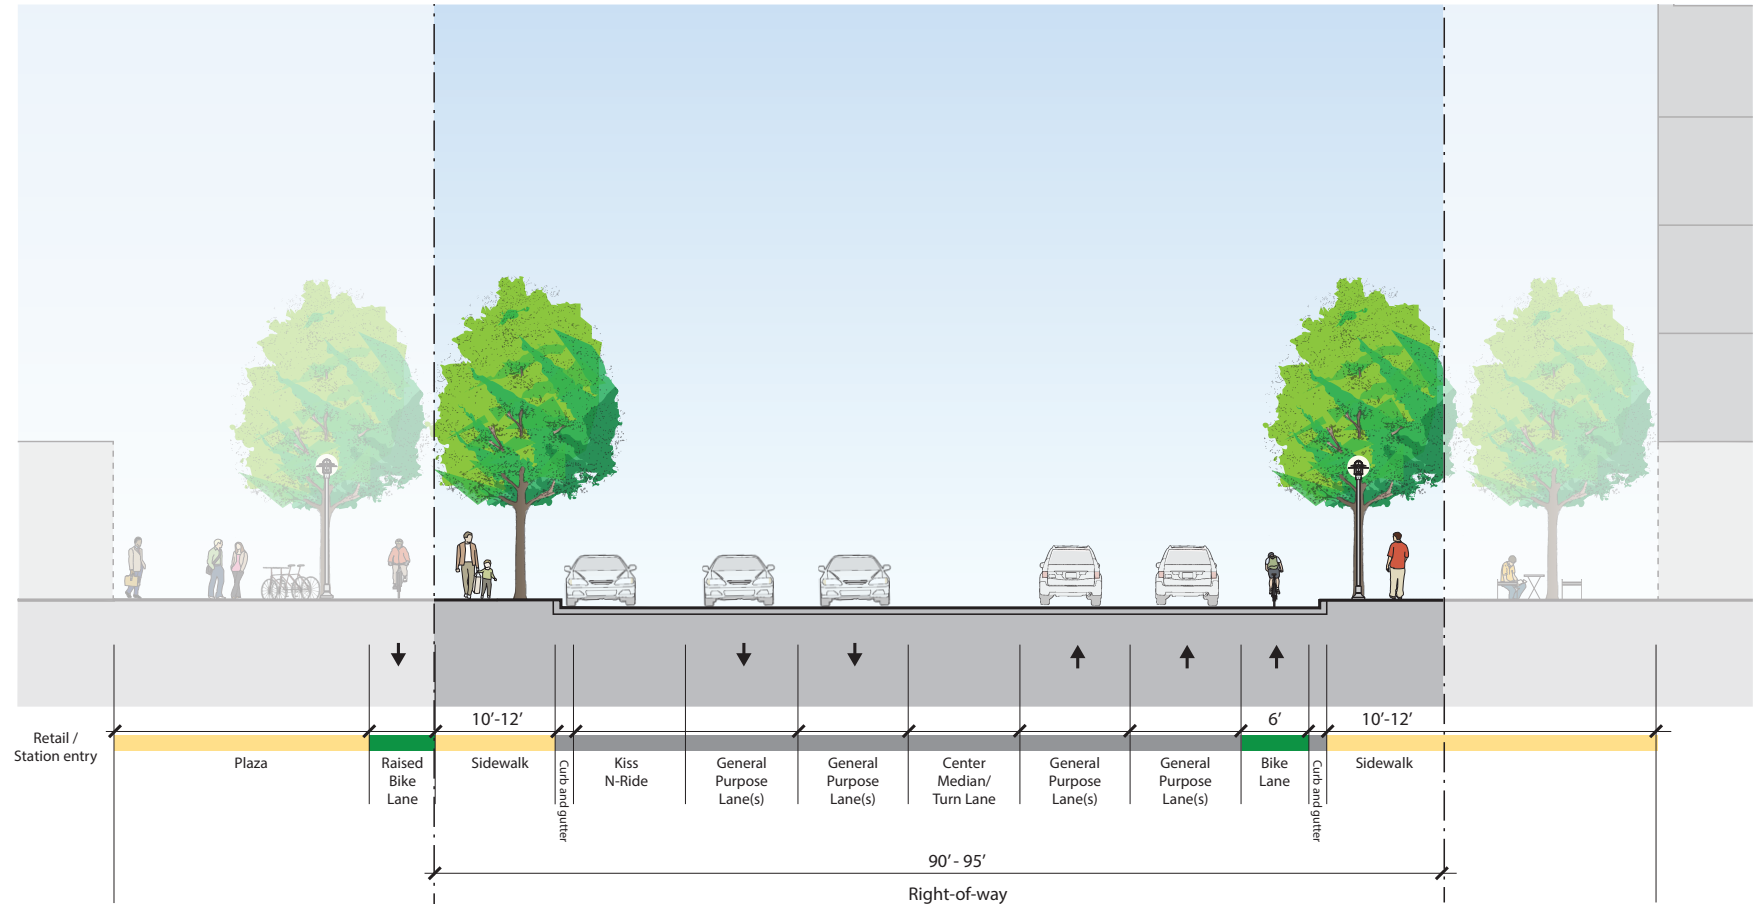 10’-12’
6’
10’-12’
Retail /
Station entry
Plaza
Raised
Bike
Lane
Sidewalk
Curb and gutter
Kiss
N-Ride
General
Purpose
Lane(s)
General
Purpose
Lane(s)
Center
Median/
Turn Lane
General
Purpose
Lane(s)
General
Purpose
Lane(s)
Bike
Lane
Curb and gutter
Sidewalk
90’- 95’
Right-of-way